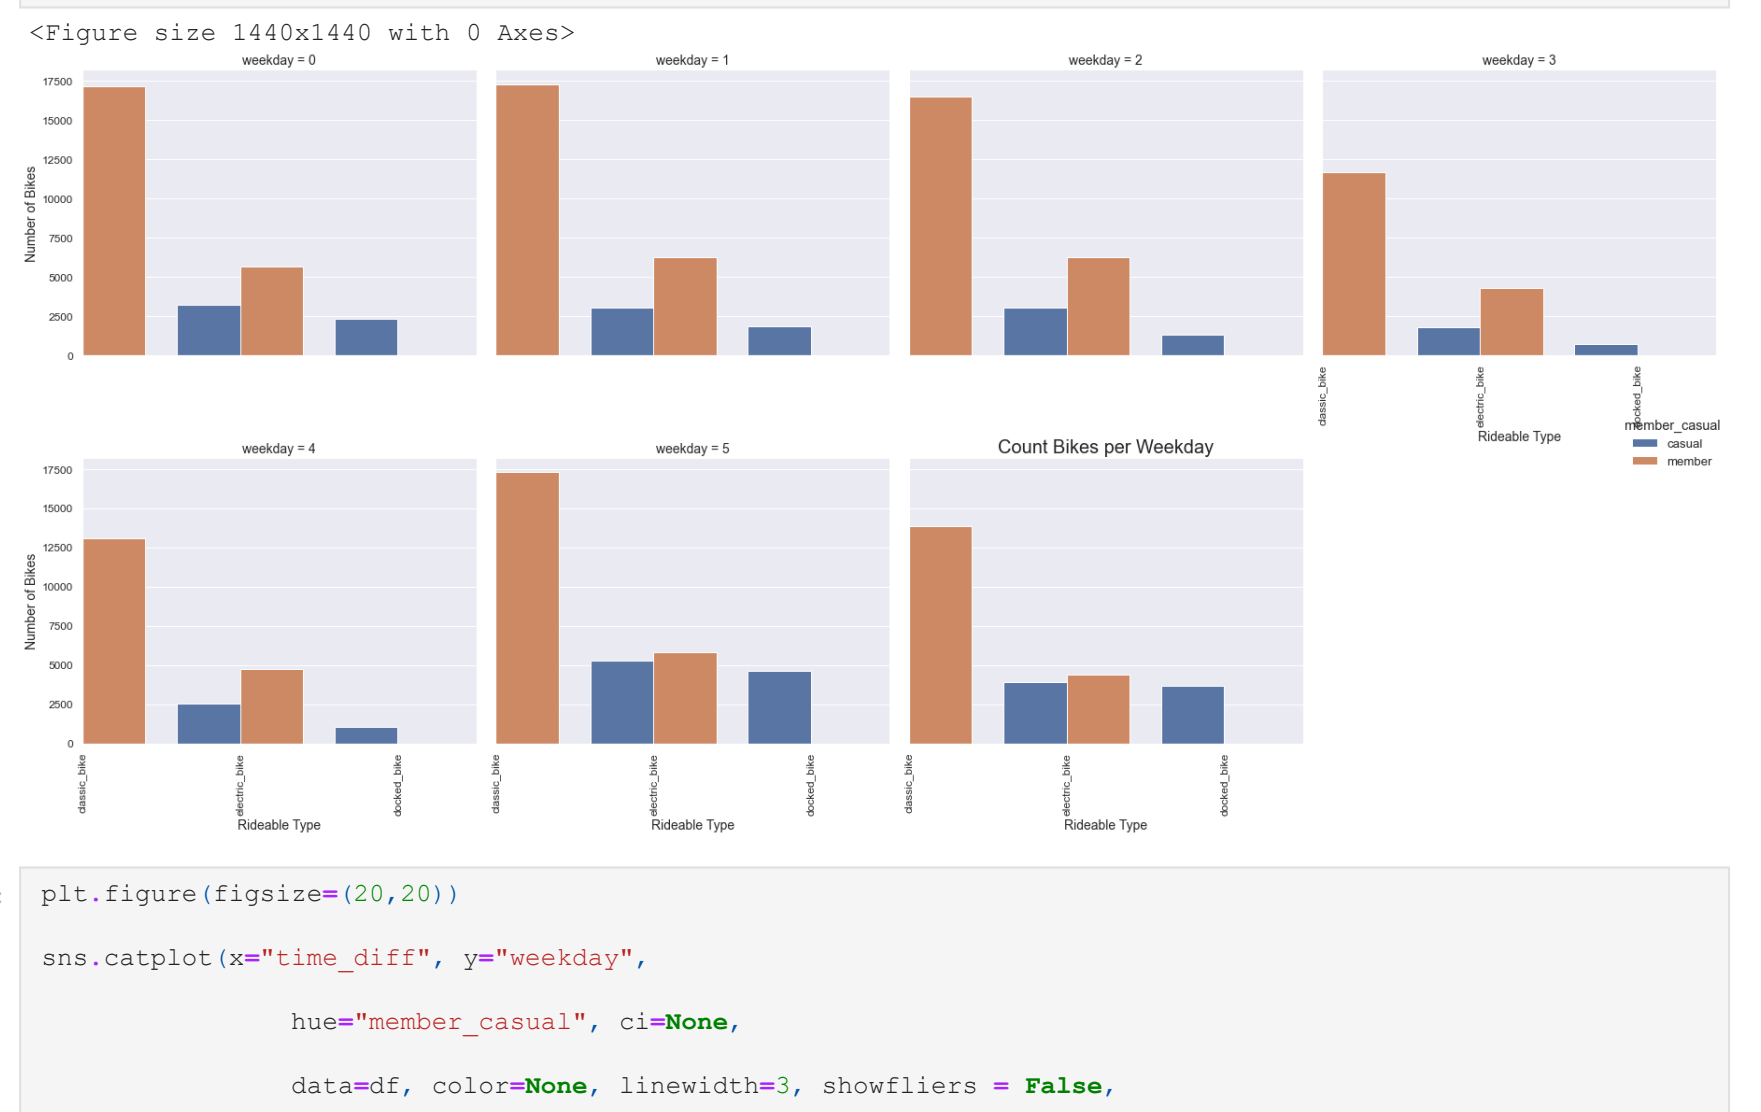 <Figure size 1440x1440 with 0 Axes>
weekday = 0
weekday = 1
weekday = 2
weekday = 3
17500
15000
12500
10000
7500
5000
2500
0
Number of Bikes
classic_bike
electric_bike
docked_bike
Rideable Type
member_casual
casual
member
weekday = 4
weekday = 5
Count Bikes per Weekday
17500
15000
12500
10000
7500
5000
2500
0
Number of Bikes
classic_bike
electric_bike
docked_bike
classic_bike
electric_bike
docked_bike
classic_bike
electric_bike
docked_bike
Rideable Type
Rideable Type
Rideable Type
:
plt.figure(figsize=(20,20))
sns.catplot(x="time_diff", y="weekday",
hue="member_casual", ci=None,
data=df, color=None, linewidth=3, showfliers = False,